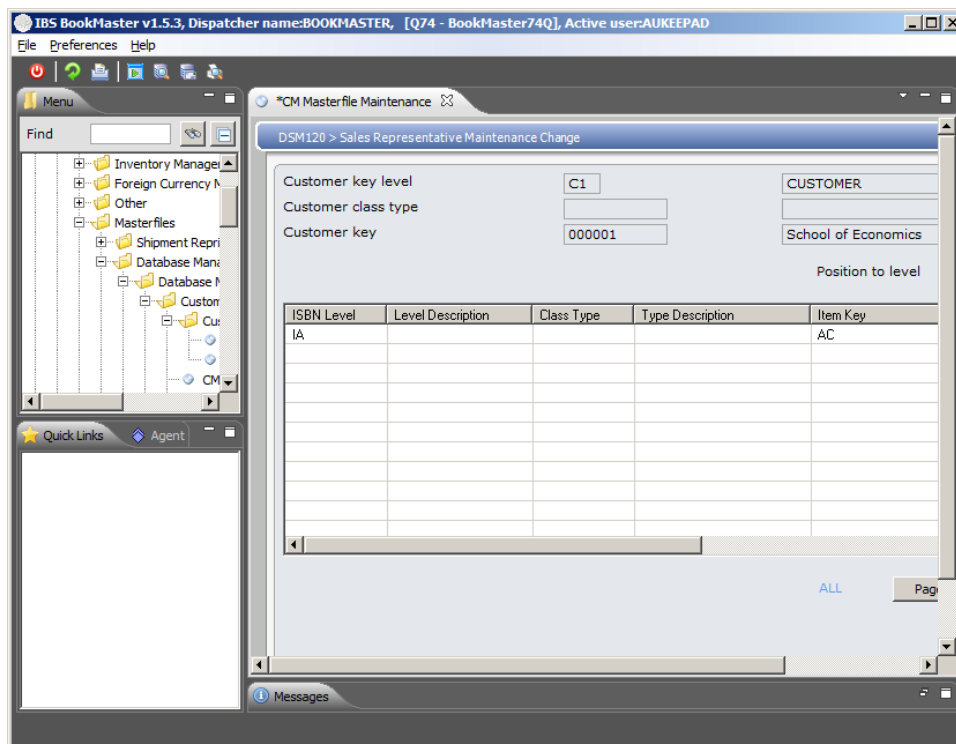 IBS BookMaster v1.5.3, Dispatcher name:BOOKMASTER, [Q74 - BookMaster74Q], Active user:AUKEEPAD
File Preferences Help
Menu
*CM Masterfile Maintenance
Find
DSM120 > Sales Representative Maintenance Change
Inventory Manager
Foreign Currency M
Other
Masterfiles
Shipment Repri
Database Mana
Database M
Custom
Cus
CM
Customer key level C1 CUSTOMER
Customer class type
Customer key 000001 School of Economics
Position to level
ISBN Level Level Description Class Type Type Description Item Key
IA AC
ALL Page
Quick Links Agent
Messages